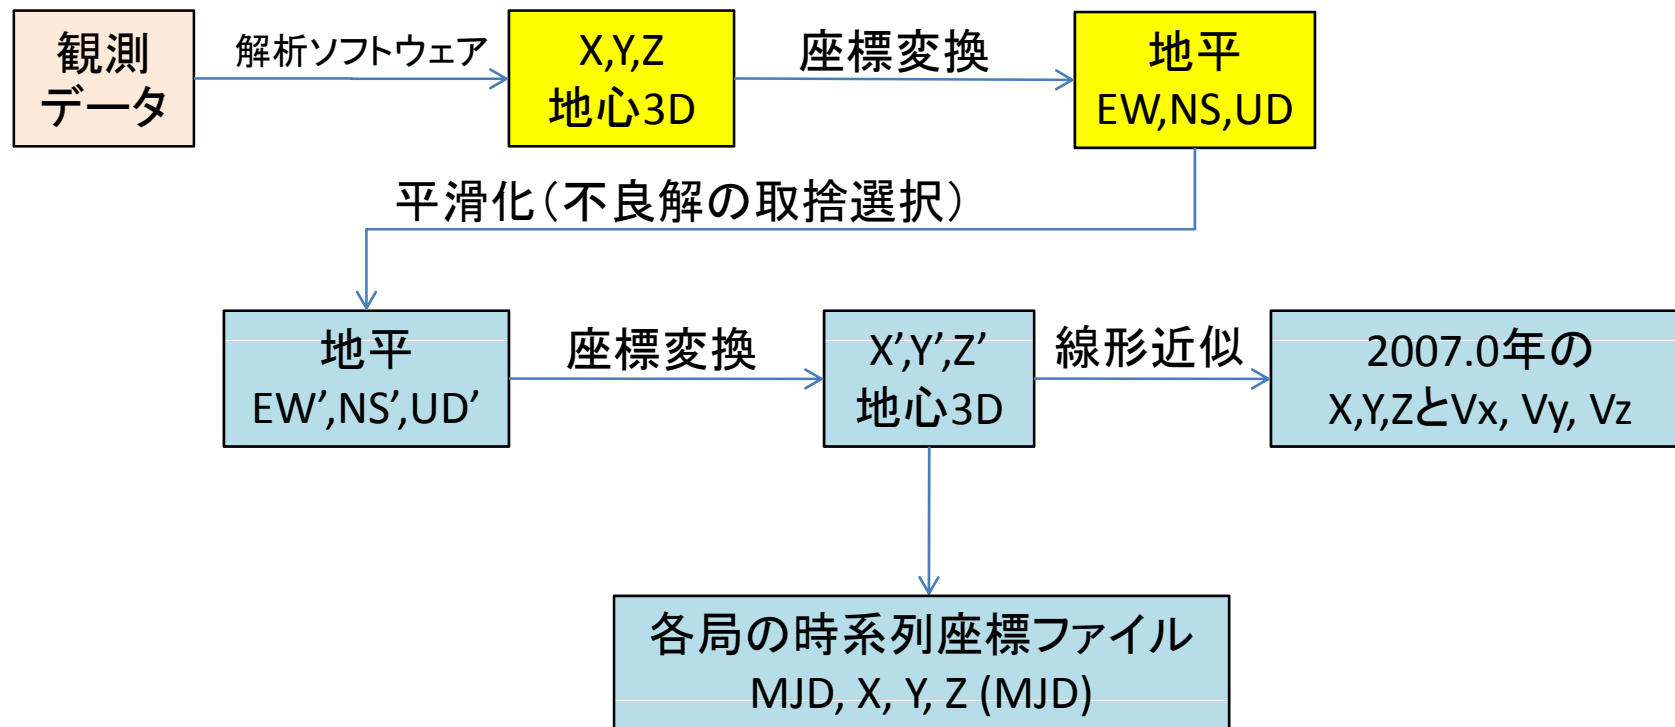 観測
データ
解析ソフトウェア
X,Y,Z
地心3D
座標変換
地平
EW,NS,UD
平滑化(不良解の取捨選択)
地平
EW’,NS’,UD’
座標変換
X’,Y’,Z’
地心3D
線形近似
2007.0年の
X,Y,ZとVx, Vy, Vz
各局の時系列座標ファイル
MJD, X, Y, Z (MJD)